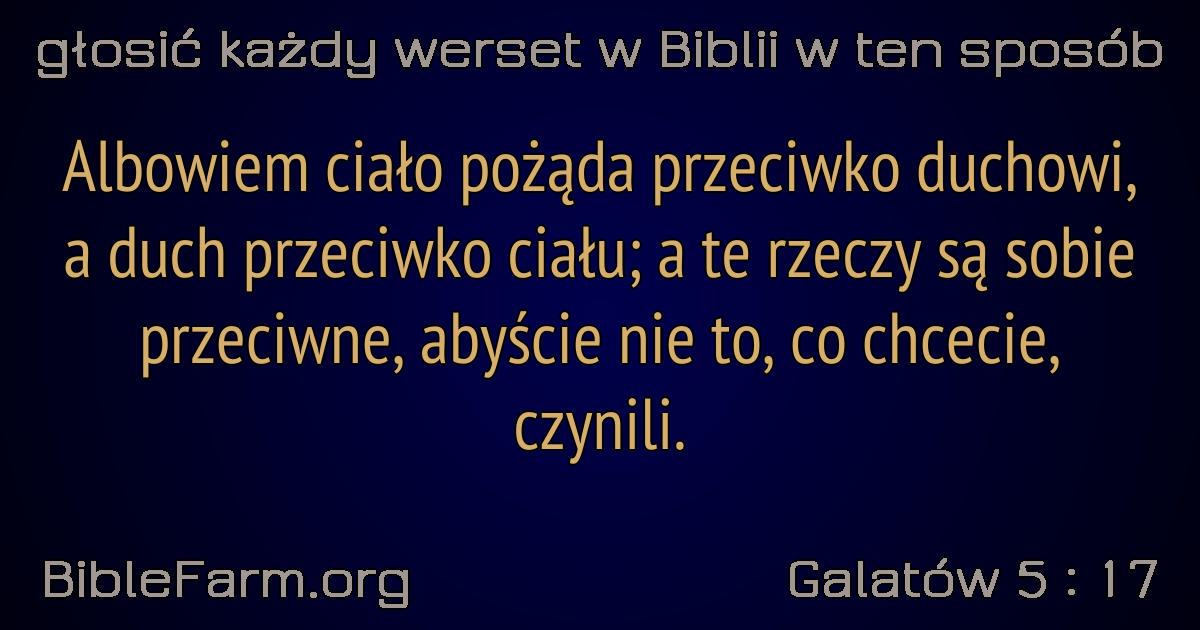 głosić każdy werset w Biblii w ten sposób
Albowiem ciało pożąda przeciwko duchowi,
a duch przeciwko ciału; a te rzeczy są sobie
przeciwne, abyście nie to, co chcecie,
czynili.
BibleFarm.org
Galatów 5 : 17